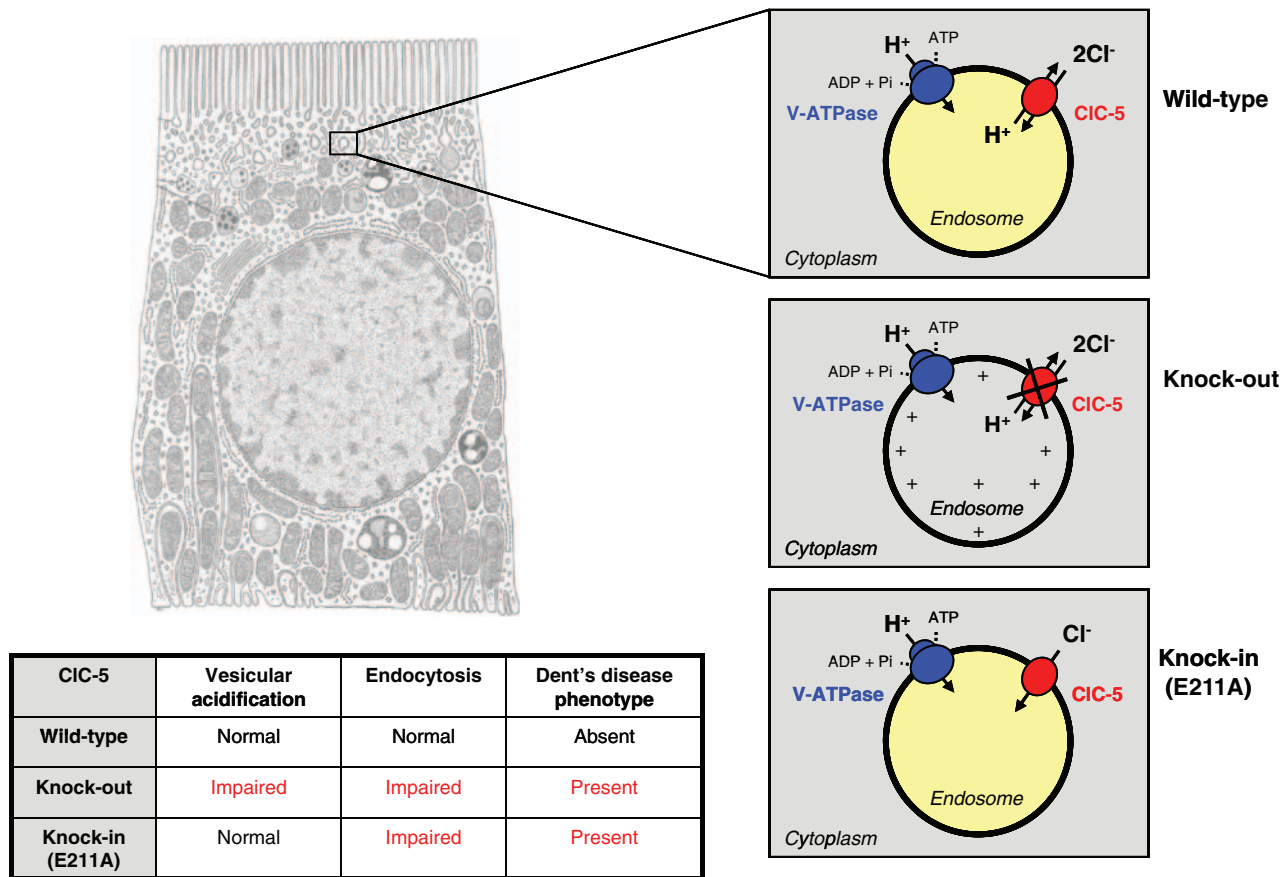 H+
ATP
2Cl-
ADP + Pi
V-ATPase
ClC-5
H+
Endosome
Cytoplasm
Wild-type
H+
ATP
2Cl-
ADP + Pi
V-ATPase
ClC-5
H+
+
+
+
+
+
+
+
+
Endosome
Cytoplasm
Knock-out
H+
ATP
Cl-
ADP + Pi
V-ATPase
ClC-5
Endosome
Cytoplasm
Knock-in
(E211A)
ClC-5
Vesicular
acidification
Endocytosis
Dent's disease
phenotype
Wild-type
Normal
Normal
Absent
Knock-out
Impaired
Impaired
Present
Knock-in
(E211A)
Normal
Impaired
Present